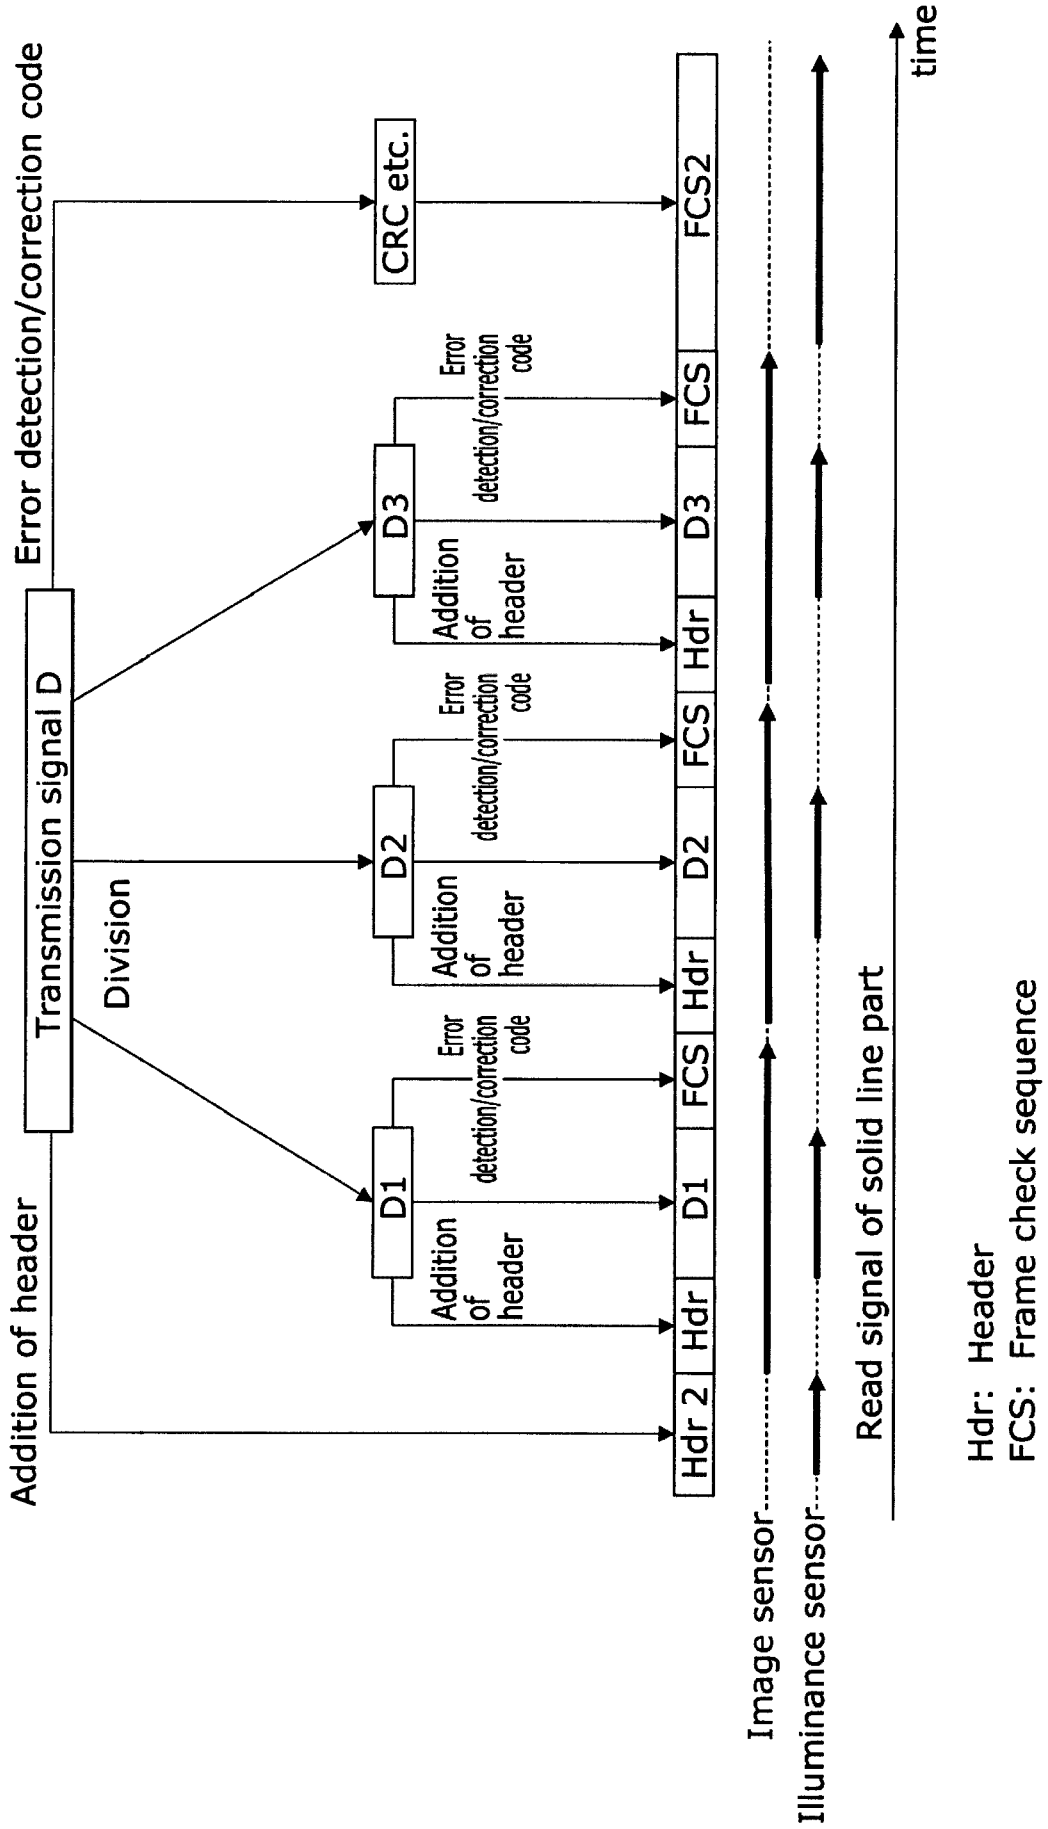 Addition of header
Error detection/correction code
Transmission signal D
Division
D1
D2
D3
CRC etc.
Addition
of
header
Error
detection/correction
code
Addition
of
header
Error
detection/correction
code
Addition
of
header
Error
detection/correction
code
Hdr 2
Hdr
D1
FCS
Hdr
D2
FCS
Hdr
D3
FCS
FCS2
Image sensor
Illuminance sensor
Read signal of solid line part
time
Hdr: Header
FCS: Frame check sequence